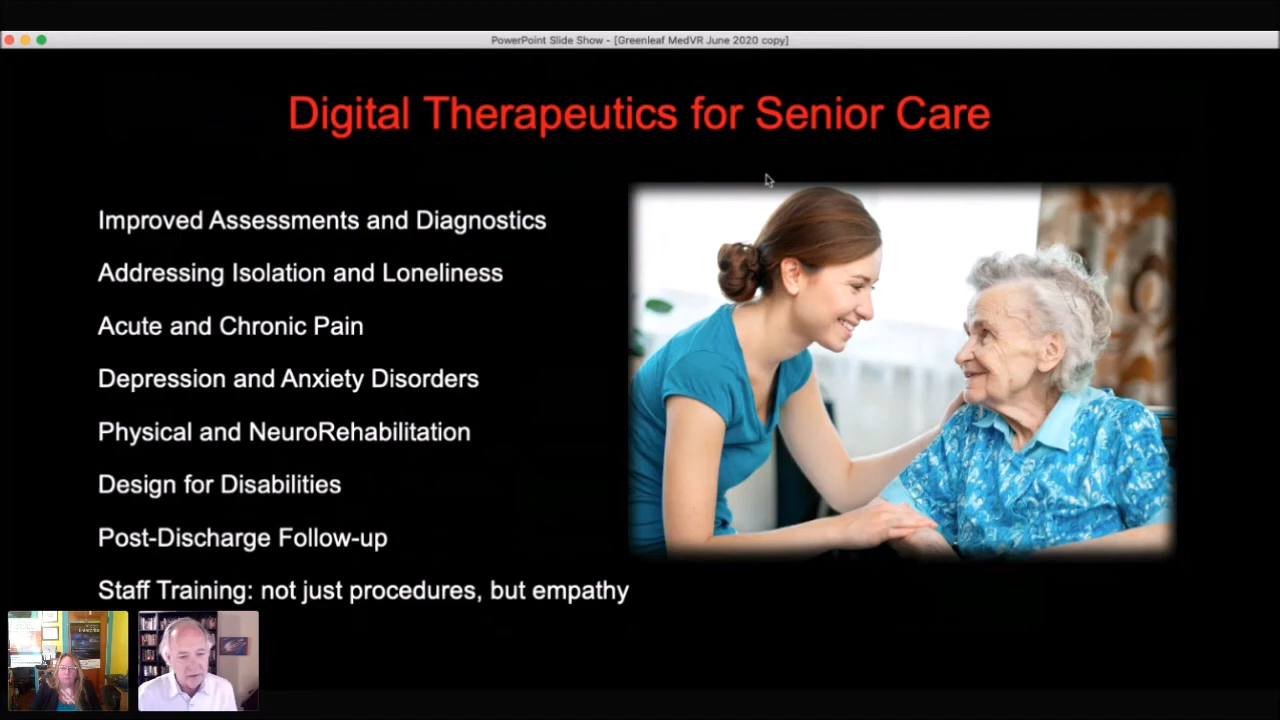 PowerPoint Slide Show - [Greenleaf MedVR June 2020 copy]
Digital Therapeutics for Senior Care
Improved Assessments and Diagnostics
Addressing Isolation and Loneliness
Acute and Chronic Pain
Depression and Anxiety Disorders
Physical and NeuroRehabilitation
Design for Disabilities
Post-Discharge Follow-up
Staff Training: not just procedures, but empathy